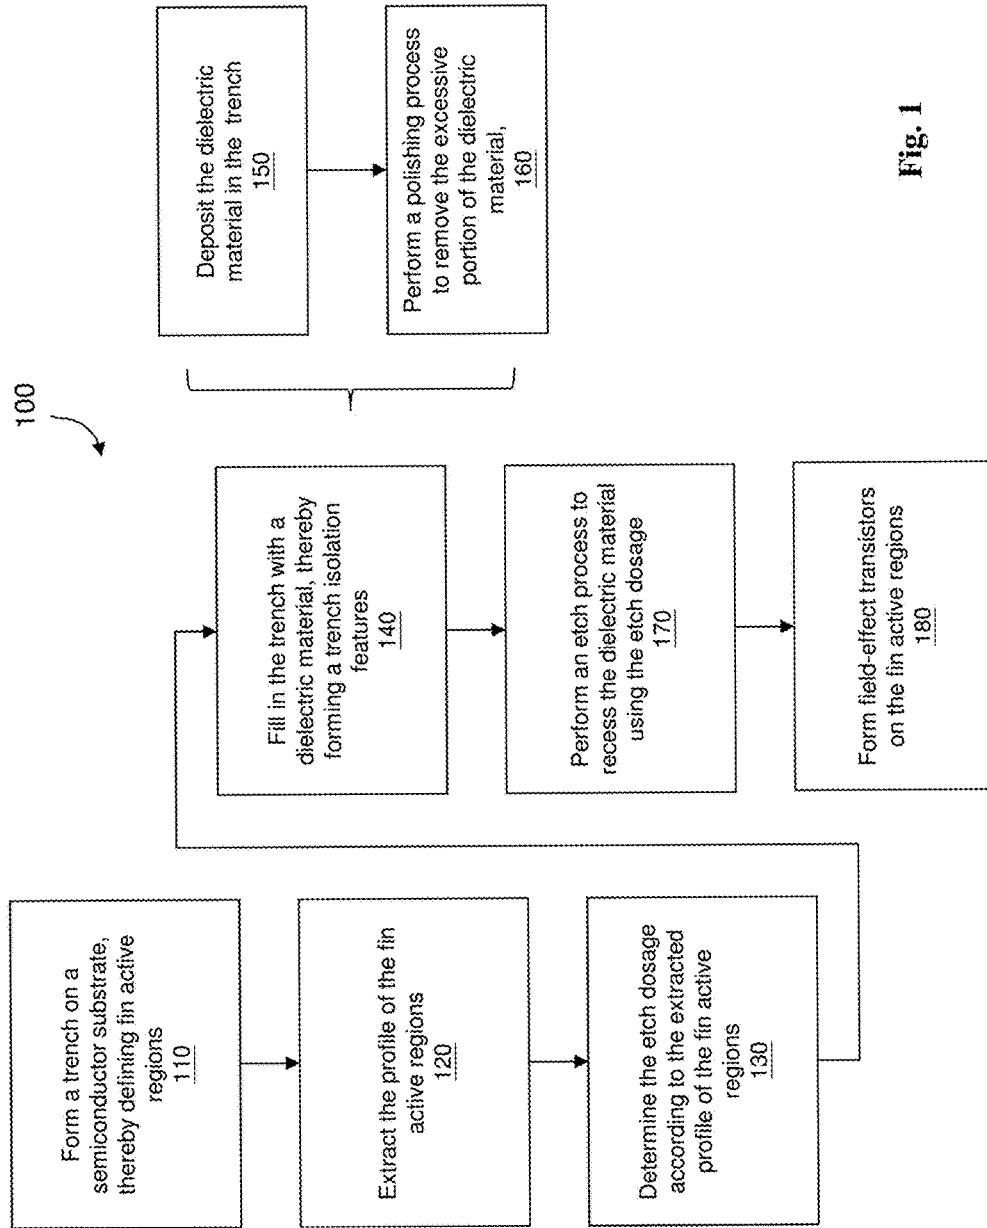 100
Form a trench on a
semiconductor substrate,
thereby defining fin active
regions
110
Extract the profile of the fin
active regions
120
Determine the etch dosage
according to the extracted
profile of the fin active
regions
130
Fill in the trench with a
dielectric material, thereby
forming a trench isolation
features
140
Perform an etch process to
recess the dielectric material
using the etch dosage
170
Form field-effect transistors
on the fin active regions
180
Deposit the dielectric
material in the trench
150
Perform a polishing process
to remove the excessive
portion of the dielectric
material,
160
Fig. 1